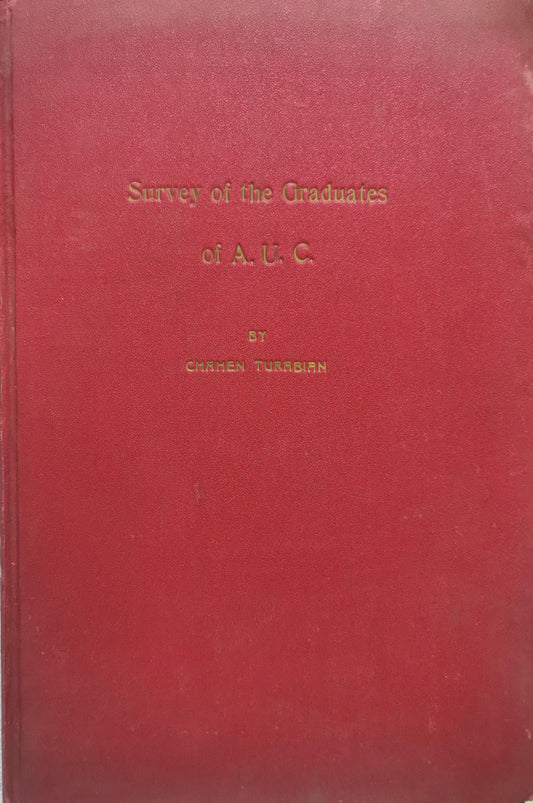 Survey of the Graduates
of A. U. C.
BY
CHAHEN TURABIAN